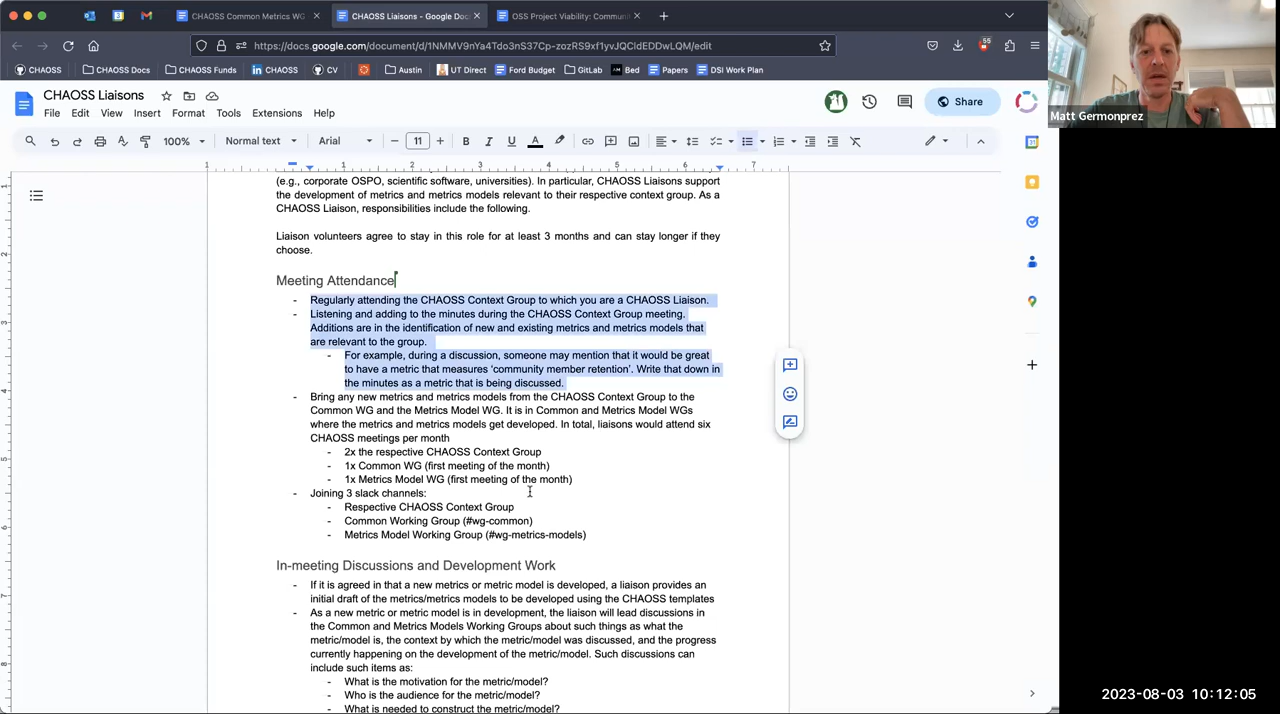 CHAOSS Common Metrics WG
CHAOSS Liaisons - Google Doc
OSS Project Viability: Commun
https://docs.google.com/document/d/1NMMV9nYa4Tdo3nS37Cp-zozRS9xf1yvJQCldEDDwLQM/edit
55
CHAOSS
CHAOSS Docs
CHAOSS Funds
CHAOSS
CV
Austin
UT Direct
Ford Budget
GitLab
Bed
Papers
DSI Work Plan
CHAOSS Liaisons
File Edit View Insert Format Tools Extensions Help
Share
100% Normal text Arial 11
(e.g., corporate OSPO, scientific software, universities). In particular, CHAOSS Liaisons support
the development of metrics and metrics models relevant to their respective context group. As a
CHAOSS Liaison, responsibilities include the following.
Liaison volunteers agree to stay in this role for at least 3 months and can stay longer if they
choose.
Meeting Attendance
- Regularly attending the CHAOSS Context Group to which you are a CHAOSS Liaison.
- Listening and adding to the minutes during the CHAOSS Context Group meeting.
Additions are in the identification of new and existing metrics and metrics models that
are relevant to the group.
- For example, during a discussion, someone may mention that it would be great
to have a metric that measures ‘community member retention’. Write that down in
the minutes as a metric that is being discussed.
- Bring any new metrics and metrics models from the CHAOSS Context Group to the
Common WG and the Metrics Model WG. It is in Common and Metrics Model WGs
where the metrics and metrics models get developed. In total, liaisons would attend six
CHAOSS meetings per month
- 2x the respective CHAOSS Context Group
- 1x Common WG (first meeting of the month)
- 1x Metrics Model WG (first meeting of the month)
- Joining 3 slack channels:
- Respective CHAOSS Context Group
- Common Working Group (#wg-common)
- Metrics Model Working Group (#wg-metrics-models)
In-meeting Discussions and Development Work
- If it is agreed in that a new metrics or metric model is developed, a liaison provides an
initial draft of the metrics/metrics models to be developed using the CHAOSS templates
- As a new metric or metric model is in development, the liaison will lead discussions in
the Common and Metrics Models Working Groups about such things as what the
metric/model is, the context by which the metric/model was discussed, and the progress
currently happening on the development of the metric/model. Such discussions can
include such items as:
- What is the motivation for the metric/model?
- Who is the audience for the metric/model?
- What is needed to construct the metric/model?
Matt Germonprez
2023-08-03 10:12:05